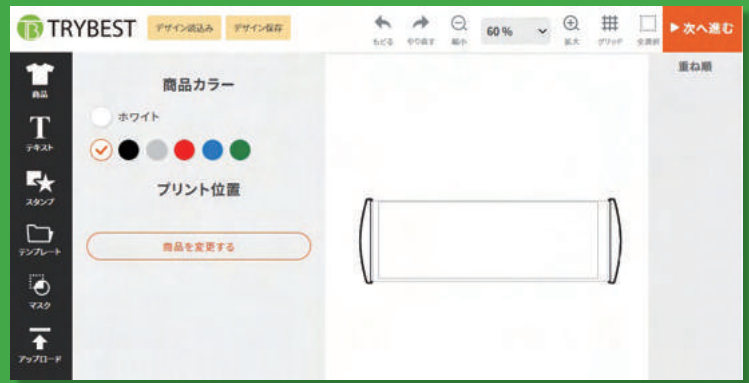 TRYBEST
デザイン読込み
デザイン保存
もどる
やり直す
縮小
60 %
拡大
グリッド
全選択
▶次へ進む
商品
テキスト
スタンプ
テンプレート
マスク
アップロード
商品カラー
ホワイト
プリント位置
商品を変更する
重ね順